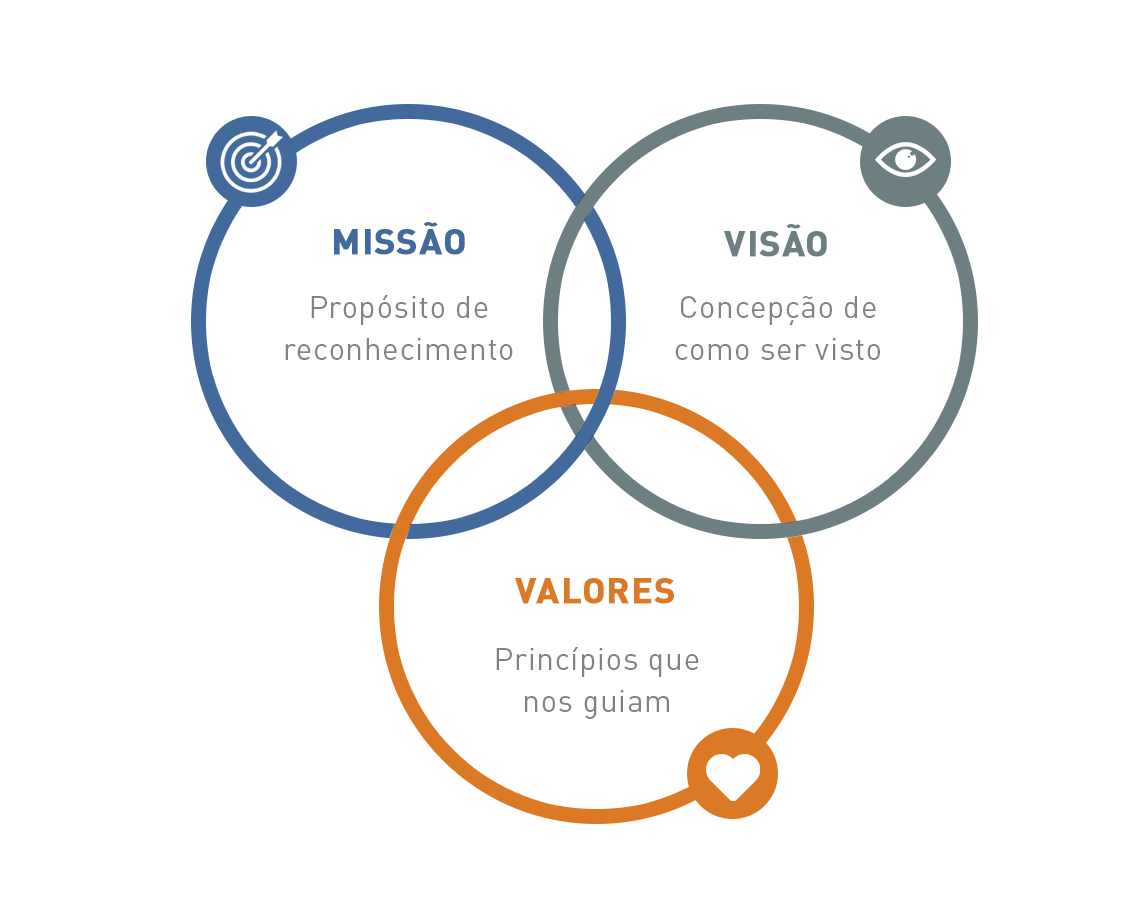 MISSÃO
Propósito de
reconhecimento
VISÃO
Concepção de
como ser visto
VALORES
Princípios que
nos guiam